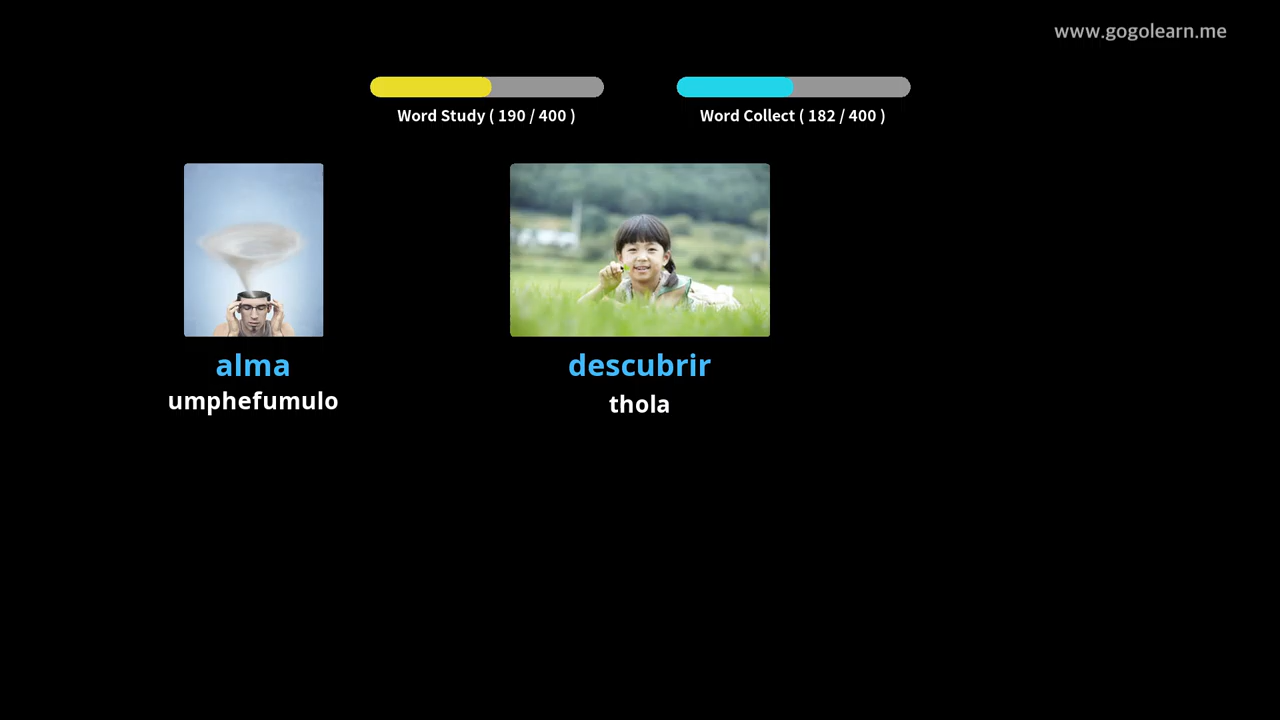 www.gogolearn.me
Word Study ( 190 / 400 )
Word Collect ( 182 / 400 )
alma
umphefumulo
descubrir
thola